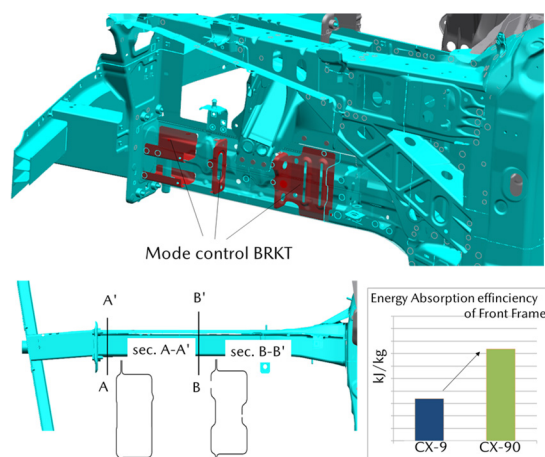 Mode control BRKT
A'
B'
sec. A-A'
sec. B-B'
A
B
Energy Absorption effinciency
of Front Frame
kJ/kg
CX-9
CX-90